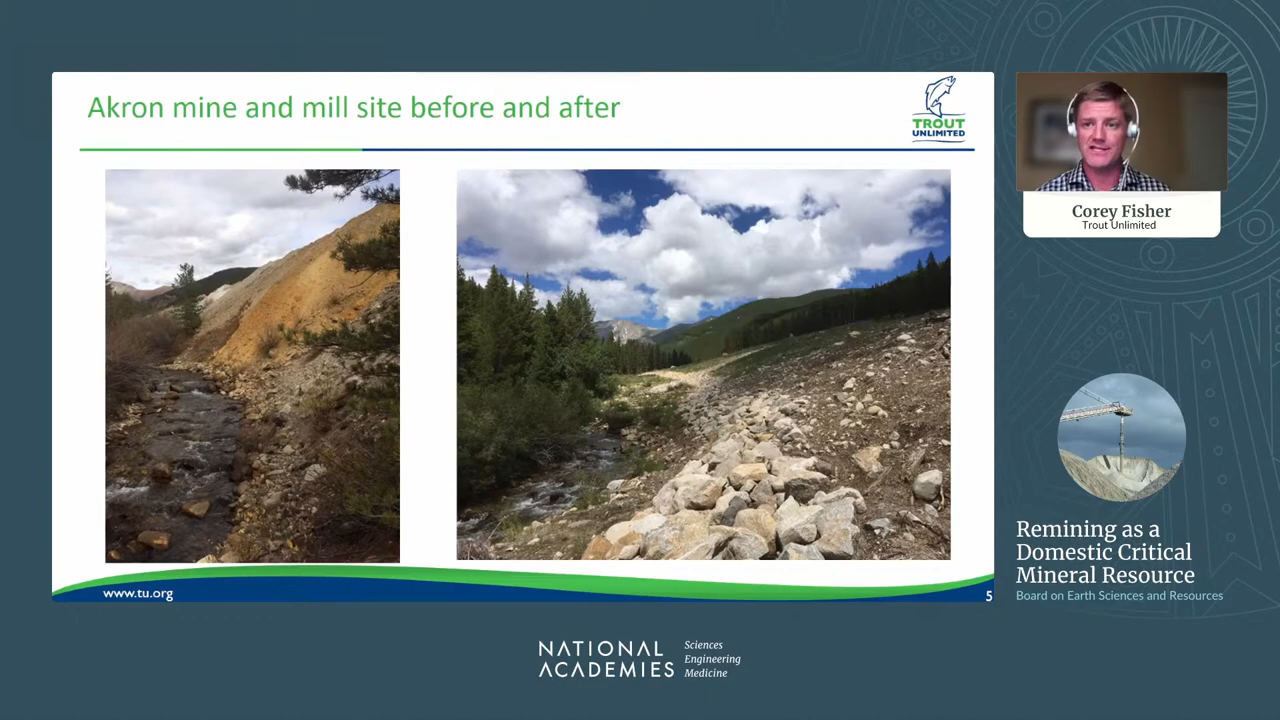 Akron mine and mill site before and after
TROUT
UNLIMITED
www.tu.org
5
Corey Fisher
Trout Unlimited
Remining as a
Domestic Critical
Mineral Resource
Board on Earth Sciences and Resources
NATIONAL
ACADEMIES
Sciences
Engineering
Medicine